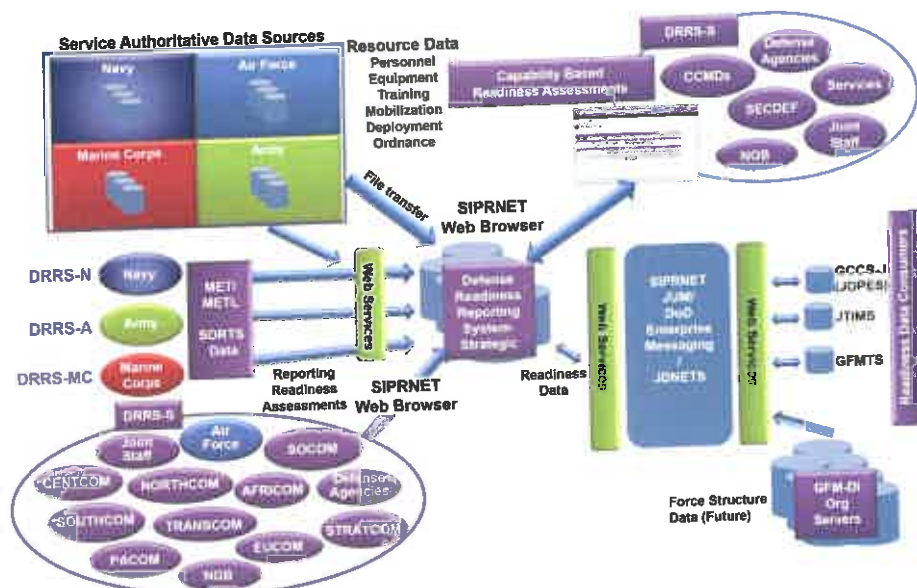 Service Authoritative Data Sources
Navy
Air Force
Marine Corps
Army
Resource Data
Personnel
Equipment
Training
Mobilization
Deployment
Ordnance
Capability Based
Readiness Assessments
DRRS-S
Defense
Agencies
CCMDs
Services
SECDEF
Joint
Staff
NGB
File transfer
SIPRNET
Web Browser
DRRS-N
Navy
DRRS-A
Army
DRRS-MC
Marine
Corps
METI
METL
SORTS
Data
Web Services
Defense
Readiness
Reporting
System-
Strategic
Reporting
Readiness
Assessments
SIPRNET
Web Browser
Readiness
Data
Web Services
SIPRNET
DoD
Enterprise
Messaging
/
Web Services
GCCS-J
(JOPES)
JTIMS
GFMTS
Readiness Data Consumers
Force Structure
Data (Future)
GFM-DI
Org
Servers
DRRS-S
Joint
Staff
Air
Force
SOCOM
CENTCOM
NORTHCOM
AFRICOM
Defense
Agencies
SOUTHCOM
TRANSCOM
EUCOM
STRATCOM
PACOM
NGB